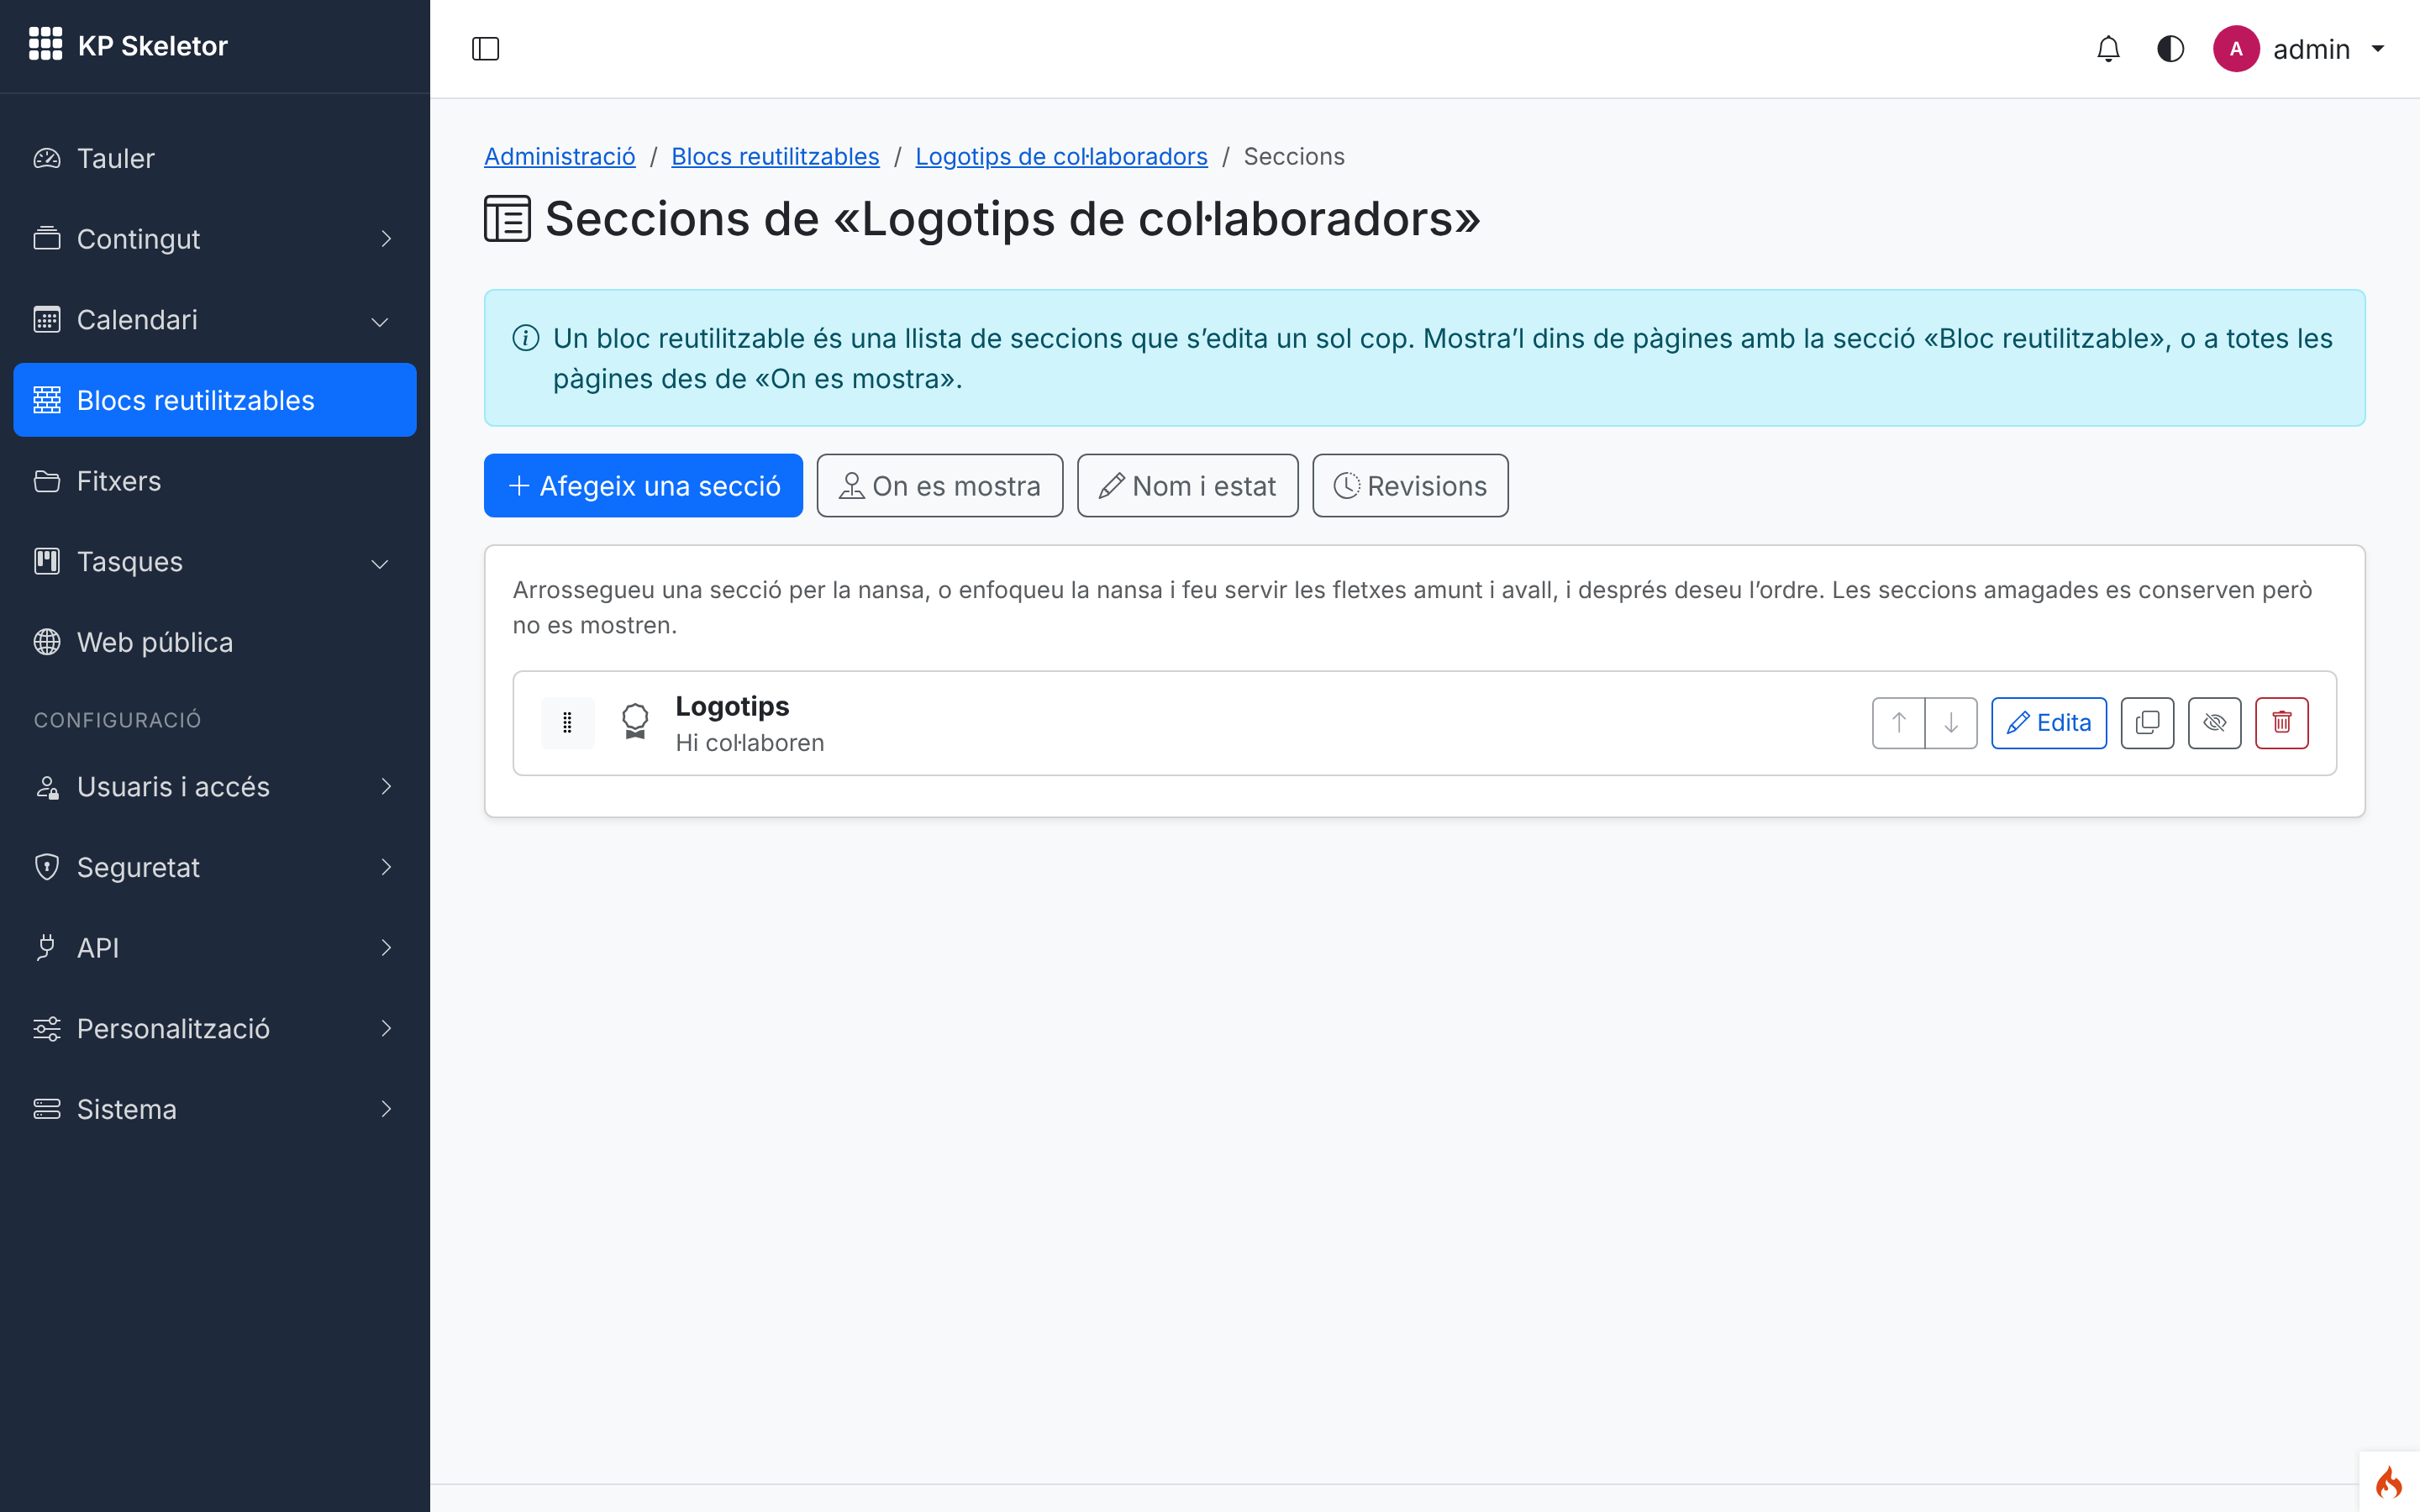 KP Skeletor
admin
A
Tauler
Contingut
Calendari
Blocs reutilitzables
Fitxers
Tasques
Web pública
CONFIGURACIÓ
Usuaris i accés
Seguretat
API
Personalització
Sistema
Administració / Blocs reutilitzables / Logotips de col·laboradors / Seccions
Seccions de «Logotips de col·laboradors»
Un bloc reutilitzable és una llista de seccions que s’edita un sol cop. Mostra’l dins de pàgines amb la secció «Bloc reutilitzable», o a totes les
pàgines des de «On es mostra».
Afegeix una secció
On es mostra
Nom i estat
Revisions
Arrossegueu una secció per la nansa, o enfoqueu la nansa i feu servir les fletxes amunt i avall, i després deseu l’ordre. Les seccions amagades es conserven però
no es mostren.
Logotips
Hi col·laboren
Edita